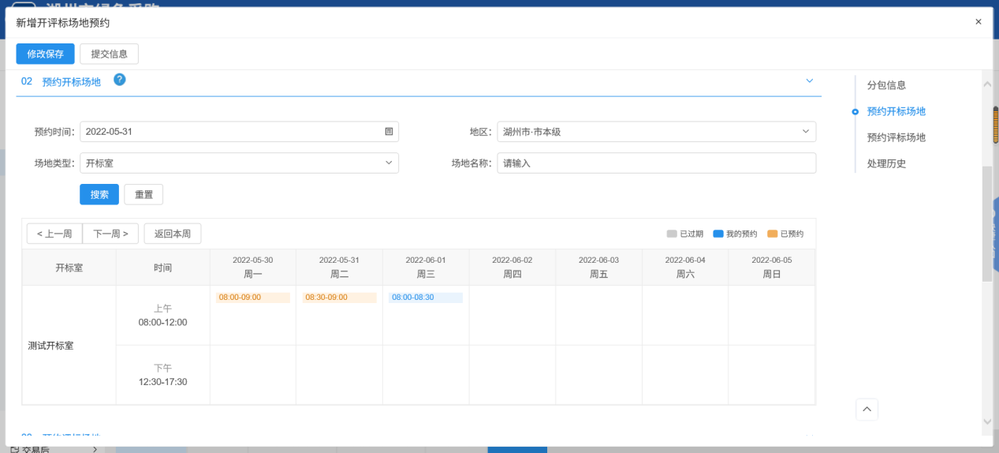 新增开评标场地预约
×
修改保存 提交信息
02 预约开标场地 ?
分包信息
预约开标场地
预约评标场地
处理历史
预约时间: 2022-05-31 地区: 湖州市·市本级
场地类型: 开标室 场地名称: 请输入
搜索 重置
< 上一周 下一周 > 返回本周 已过期 我的预约 已预约
开标室 时间 2022-05-30 周一 2022-05-31 周二 2022-06-01 周三 2022-06-02 周四 2022-06-03 周五 2022-06-04 周六 2022-06-05 周日
测试开标室
上午 08:00-12:00 08:00-09:00 08:30-09:00 08:00-08:30
下午 12:30-17:30
交易后